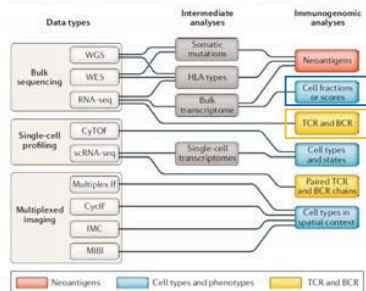 Data types
Intermediate
analyses
Immunogenomic
analyses
Bulk
sequencing
WGS
WES
RNA-seq
Somatic
mutations
HLA types
Bulk
transcriptome
Neoantigens
Cell fractions
or scores
TCR and BCR
Single-cell
profiling
CyTOF
scRNA-seq
Single-cell
transcriptomes
Cell types
and states
Paired TCR
and BCR chains
Multiplexed
imaging
Multiplex IF
CycIF
IMC
MIBI
Cell types in
spatial context
Neoantigens
Cell types and phenotypes
TCR and BCR